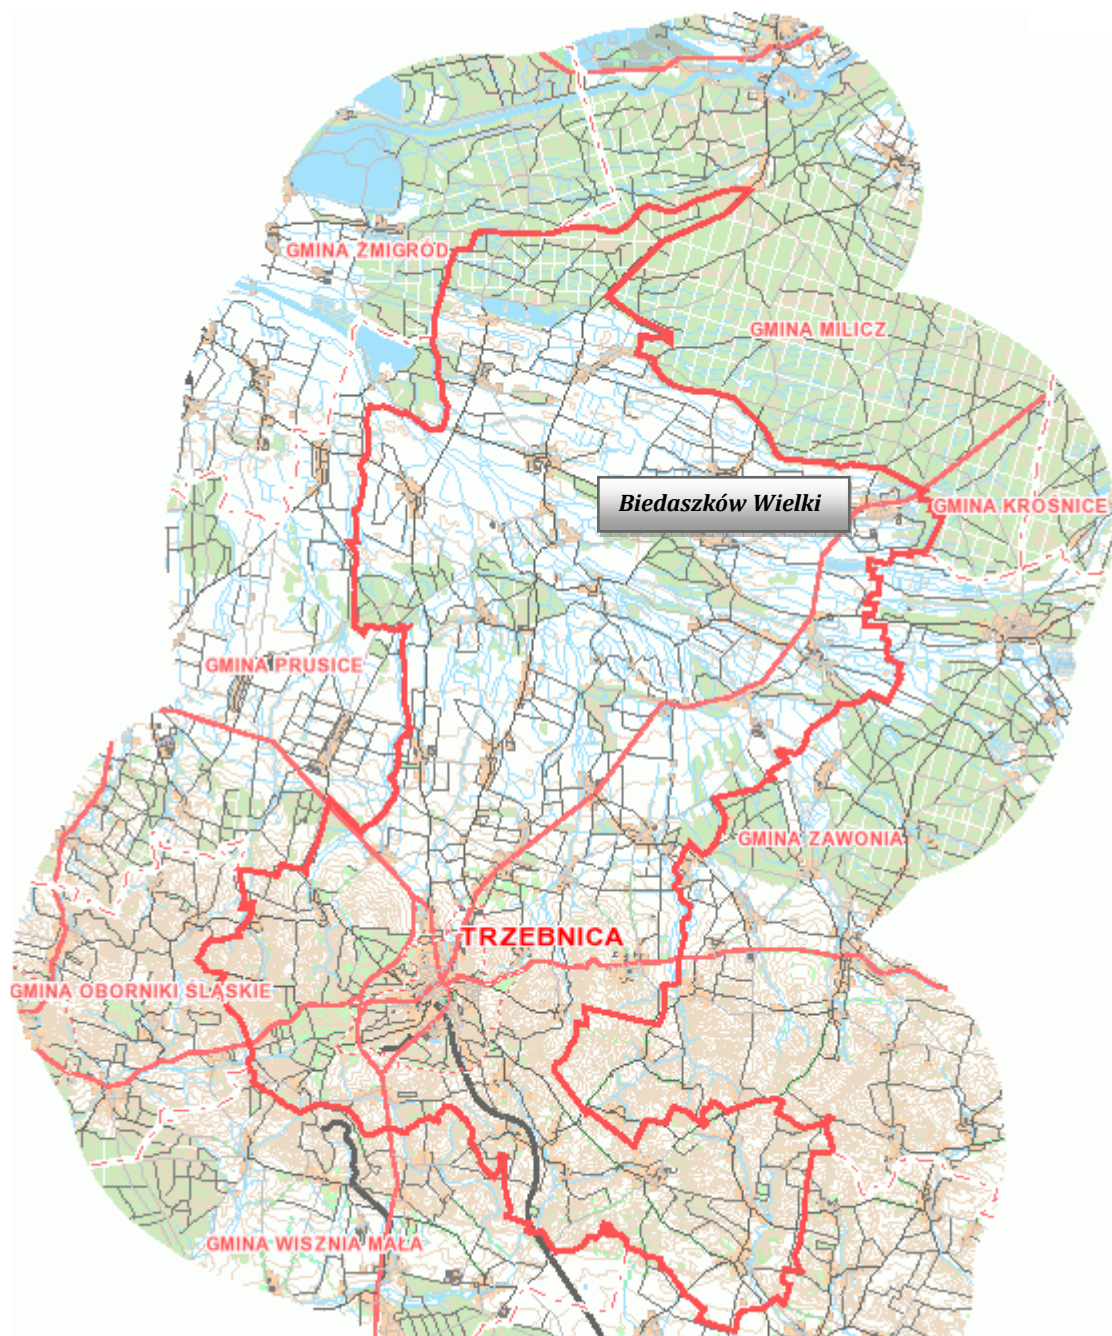 GMINA ŻMIGRÓD
GMINA MILICZ
Biedaszków Wielki
GMINA KROŚNICE
GMINA PRUSICE
GMINA ZAWONIA
TRZEBNICA
GMINA OBORNIKI ŚLĄSKIE
GMINA WISZNIA MAŁA